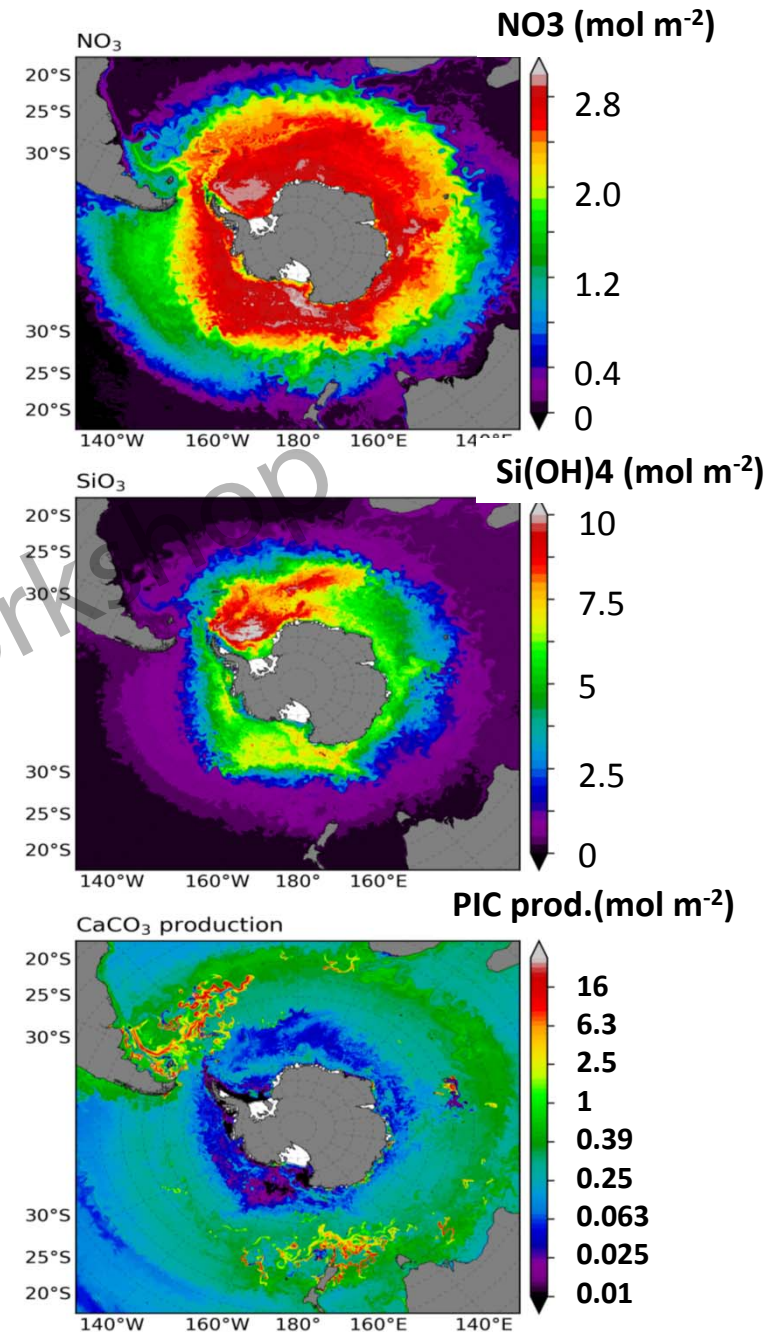 NO3 (mol m-2)
NO3
20°S
25°S
30°S
30°S
25°S
20°S
140°W 160°W 180° 160°E
2.8
2.0
1.2
0.4
0
Si(OH)4 (mol m-2)
SiO3
20°S
25°S
30°S
30°S
25°S
20°S
140°W 160°W 180° 160°E
10
7.5
5
2.5
0
PIC prod.(mol m-2)
CaCO3 production
20°S
25°S
30°S
30°S
25°S
20°S
140°W 160°W 180° 160°E 140°E
16
6.3
2.5
1
0.39
0.25
0.063
0.025
0.01